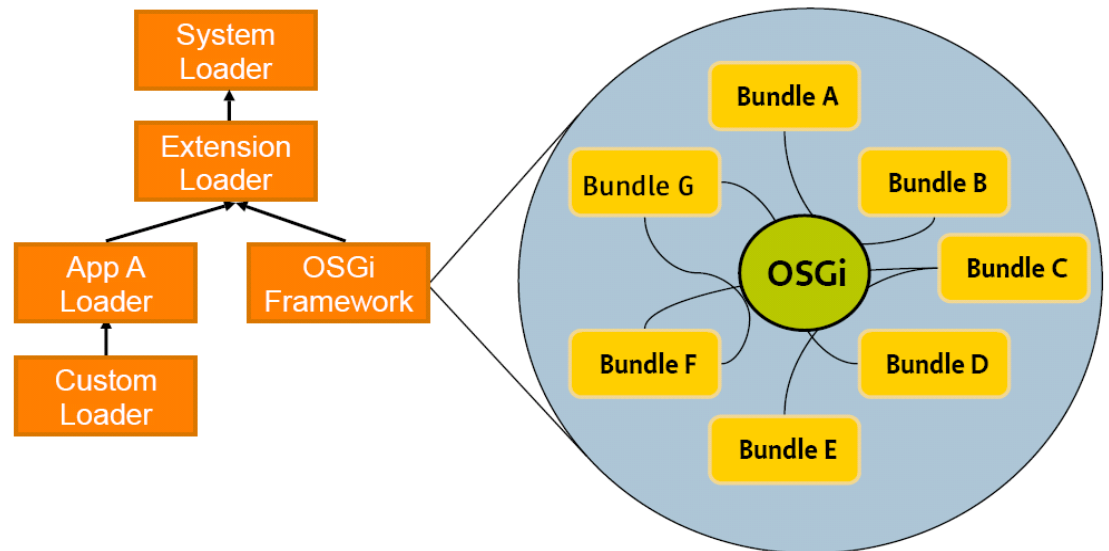 System
Loader
Extension
Loader
App A
Loader
OSGi
Framework
Custom
Loader
Bundle A
Bundle G
Bundle B
OSGi
Bundle C
Bundle F
Bundle D
Bundle E